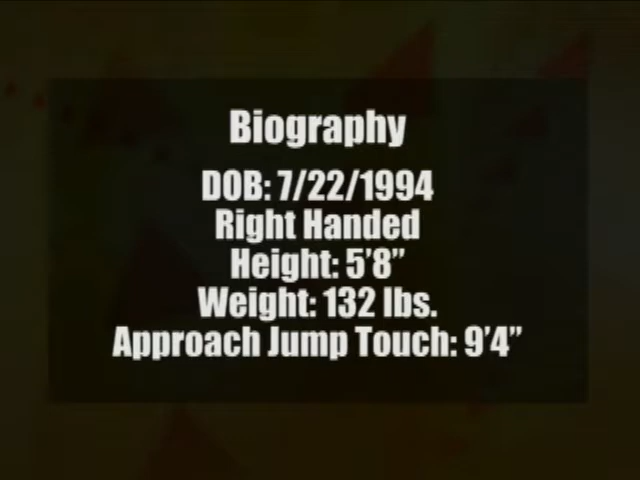 Biography
DOB: 7/22/1994
Right Handed
Height: 5’8”
Weight: 132 lbs.
Approach Jump Touch: 9’4”